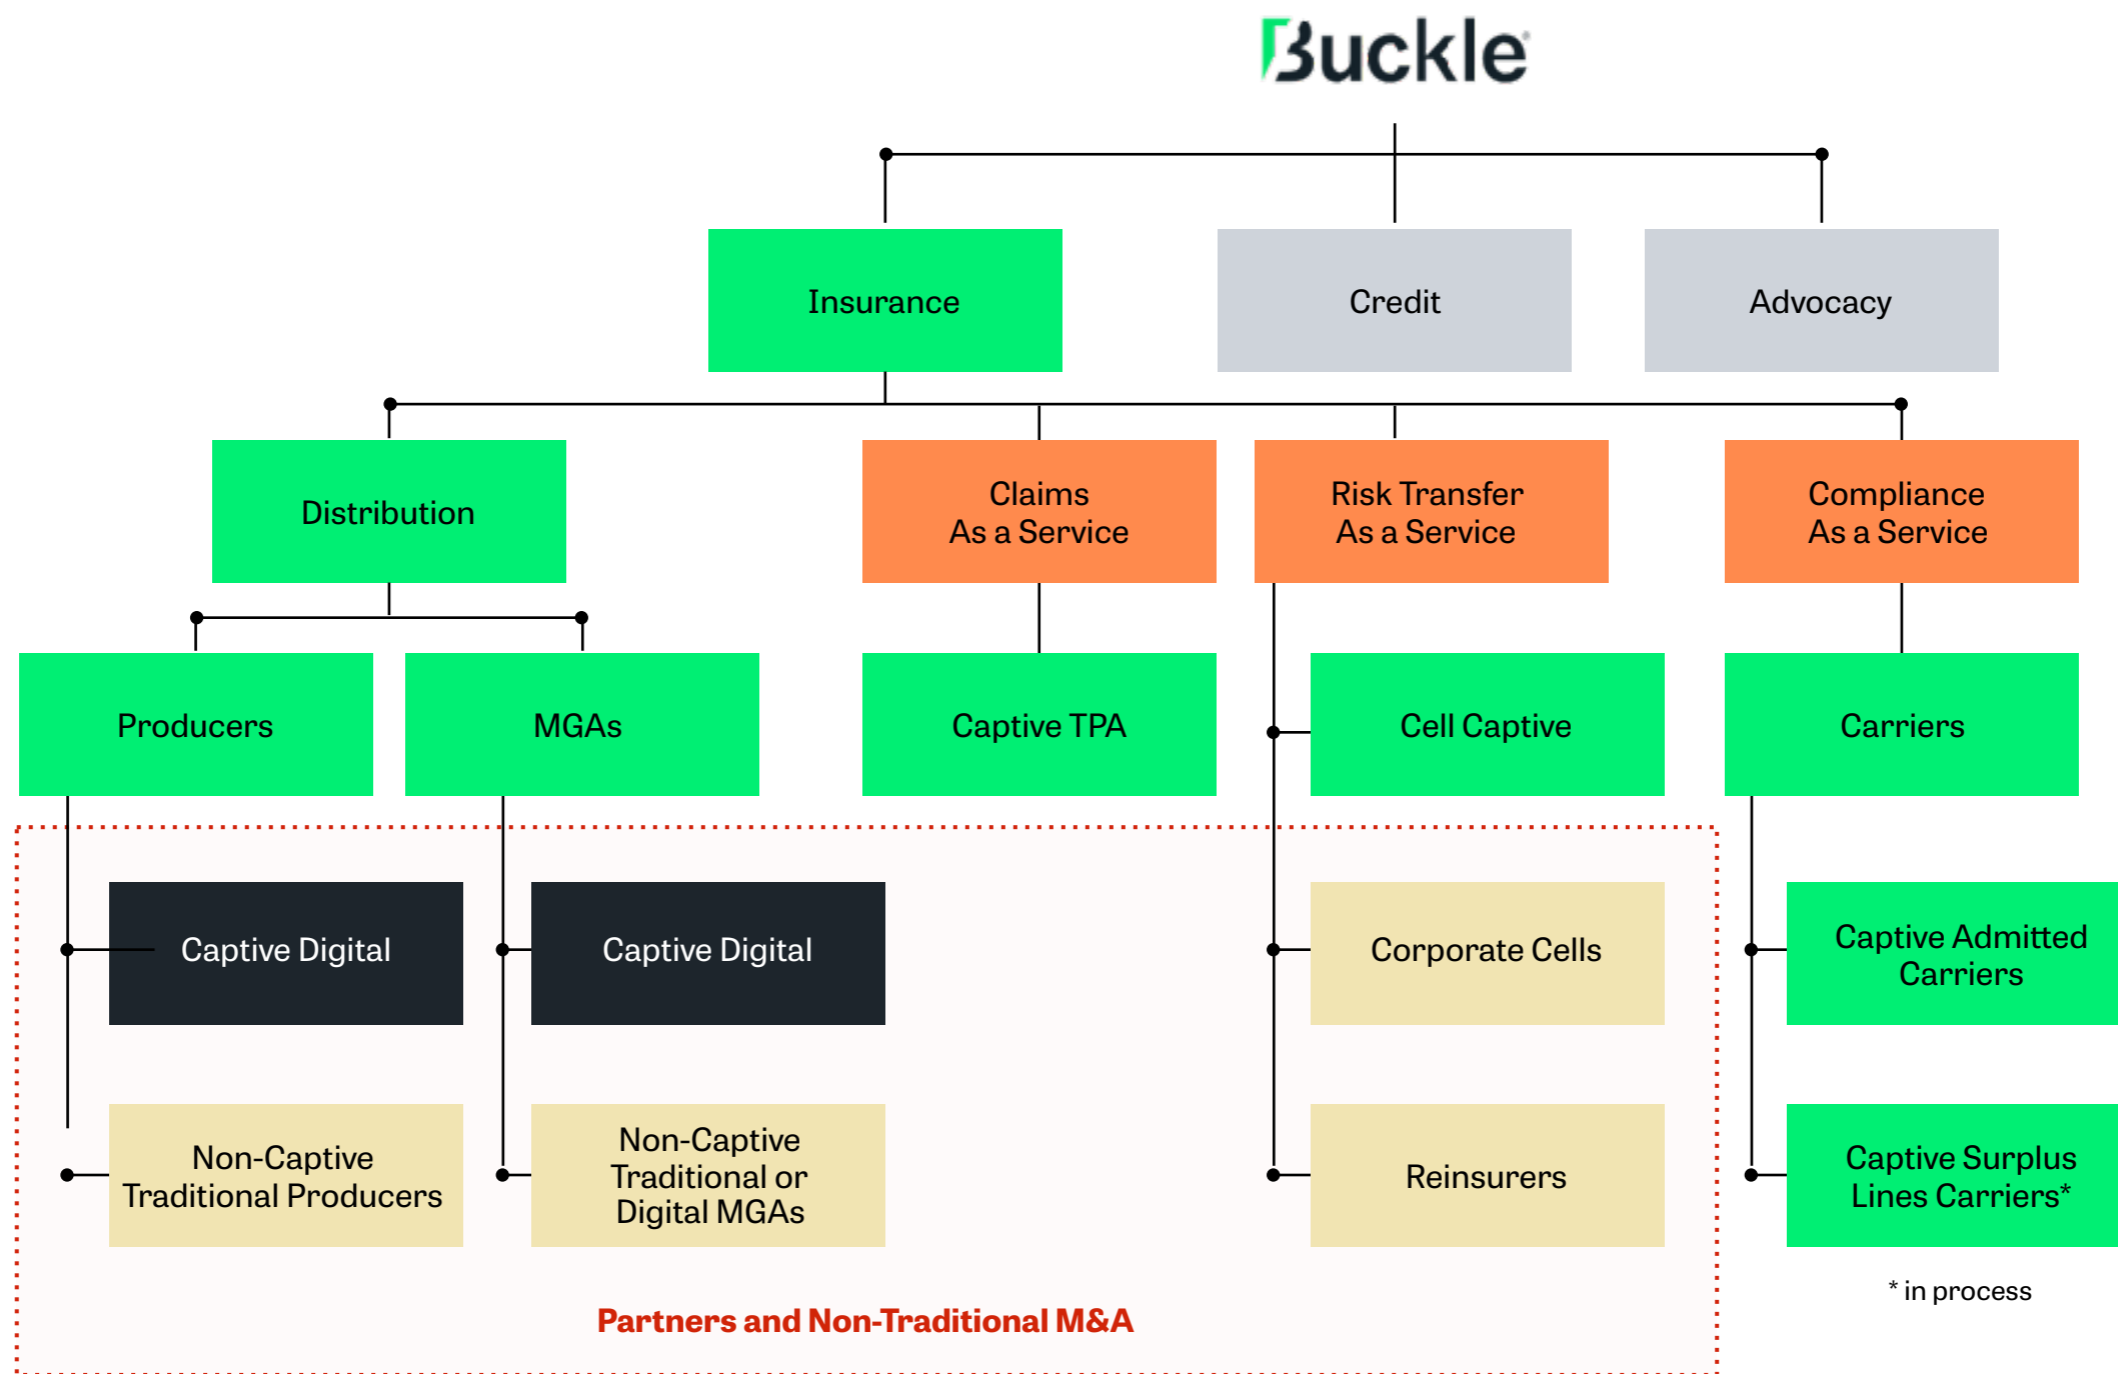 Buckle
Insurance
Credit
Advocacy
Distribution
Claims
As a Service
Risk Transfer
As a Service
Compliance
As a Service
Producers
MGAs
Captive TPA
Cell Captive
Carriers
Captive Digital
Captive Digital
Corporate Cells
Captive Admitted
Carriers
Non-Captive
Traditional Producers
Non-Captive
Traditional or
Digital MGAs
Reinsurers
Captive Surplus
Lines Carriers*
* in process
Partners and Non-Traditional M&A